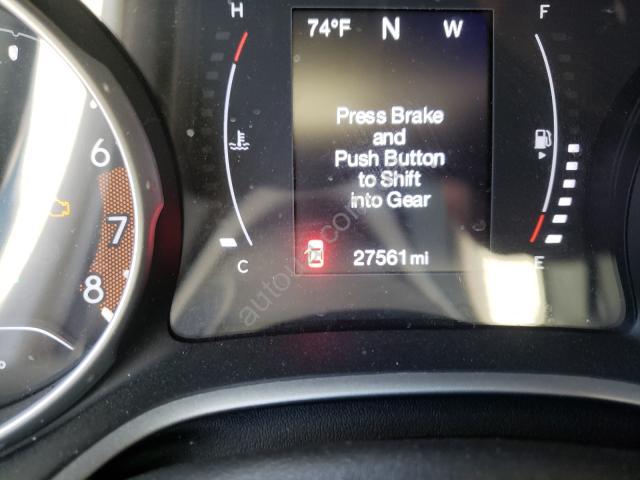 H
74°F N W
F
Press Brake
and
Push Button
to Shift
into Gear
6
7
8
C
27561 mi
E